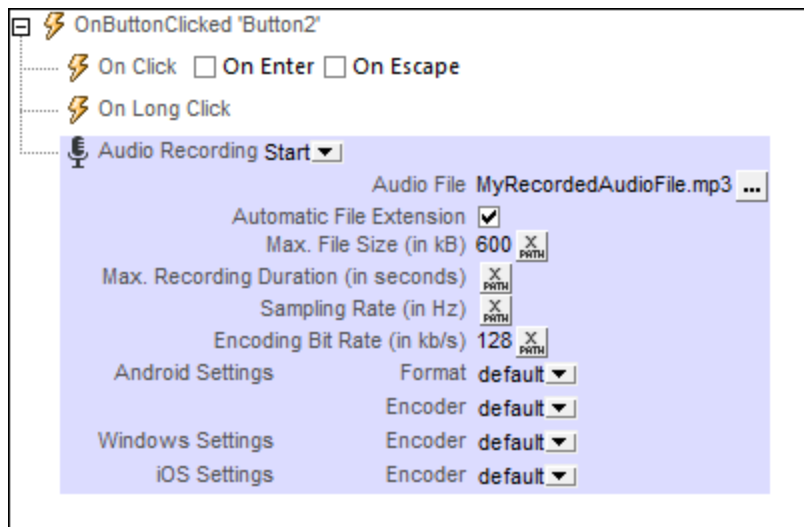 OnButtonClicked 'Button2'
On Click On Enter On Escape
On Long Click
Audio Recording Start
Audio File MyRecordedAudioFile.mp3 ...
Automatic File Extension
Max. File Size (in kB) 600 X PATH
Max. Recording Duration (in seconds) X PATH
Sampling Rate (in Hz) X PATH
Encoding Bit Rate (in kb/s) 128 X PATH
Android Settings Format default
Encoder default
Windows Settings Encoder default
iOS Settings Encoder default